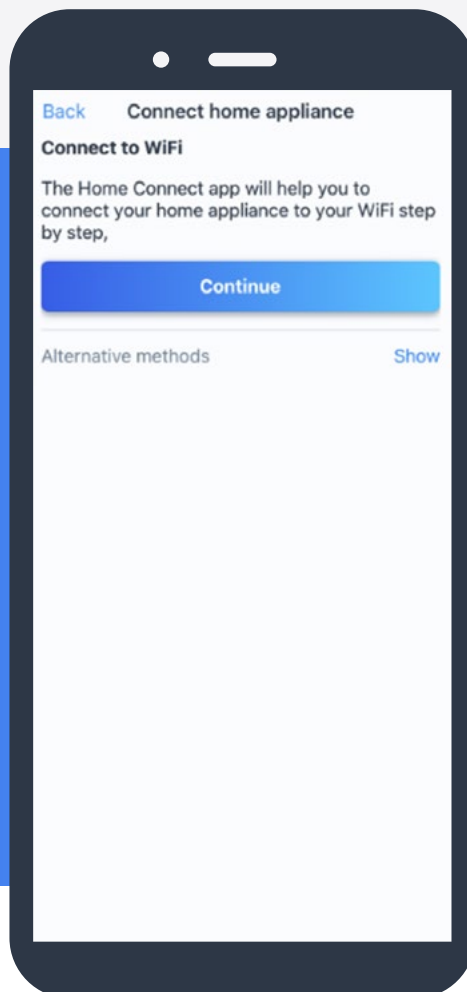 Back Connect home appliance
Connect to WiFi
The Home Connect app will help you to
connect your home appliance to your WiFi step
by step,
Continue
Alternative methods Show